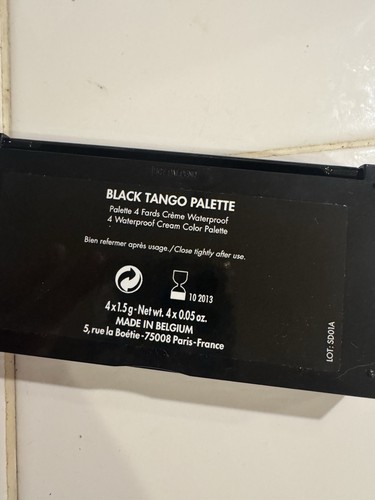 BLACK TANGO PALETTE
Palette 4 Fards Crème Waterproof
4 Waterproof Cream Color Palette
Bien refermer après usage./Close tightly after use.
10 2013
4 x 1.5 g - Net wt. 4 x 0.05 oz.
MADE IN BELGIUM
5, rue la Boétie - 75008 Paris - France
LOT: SD01A